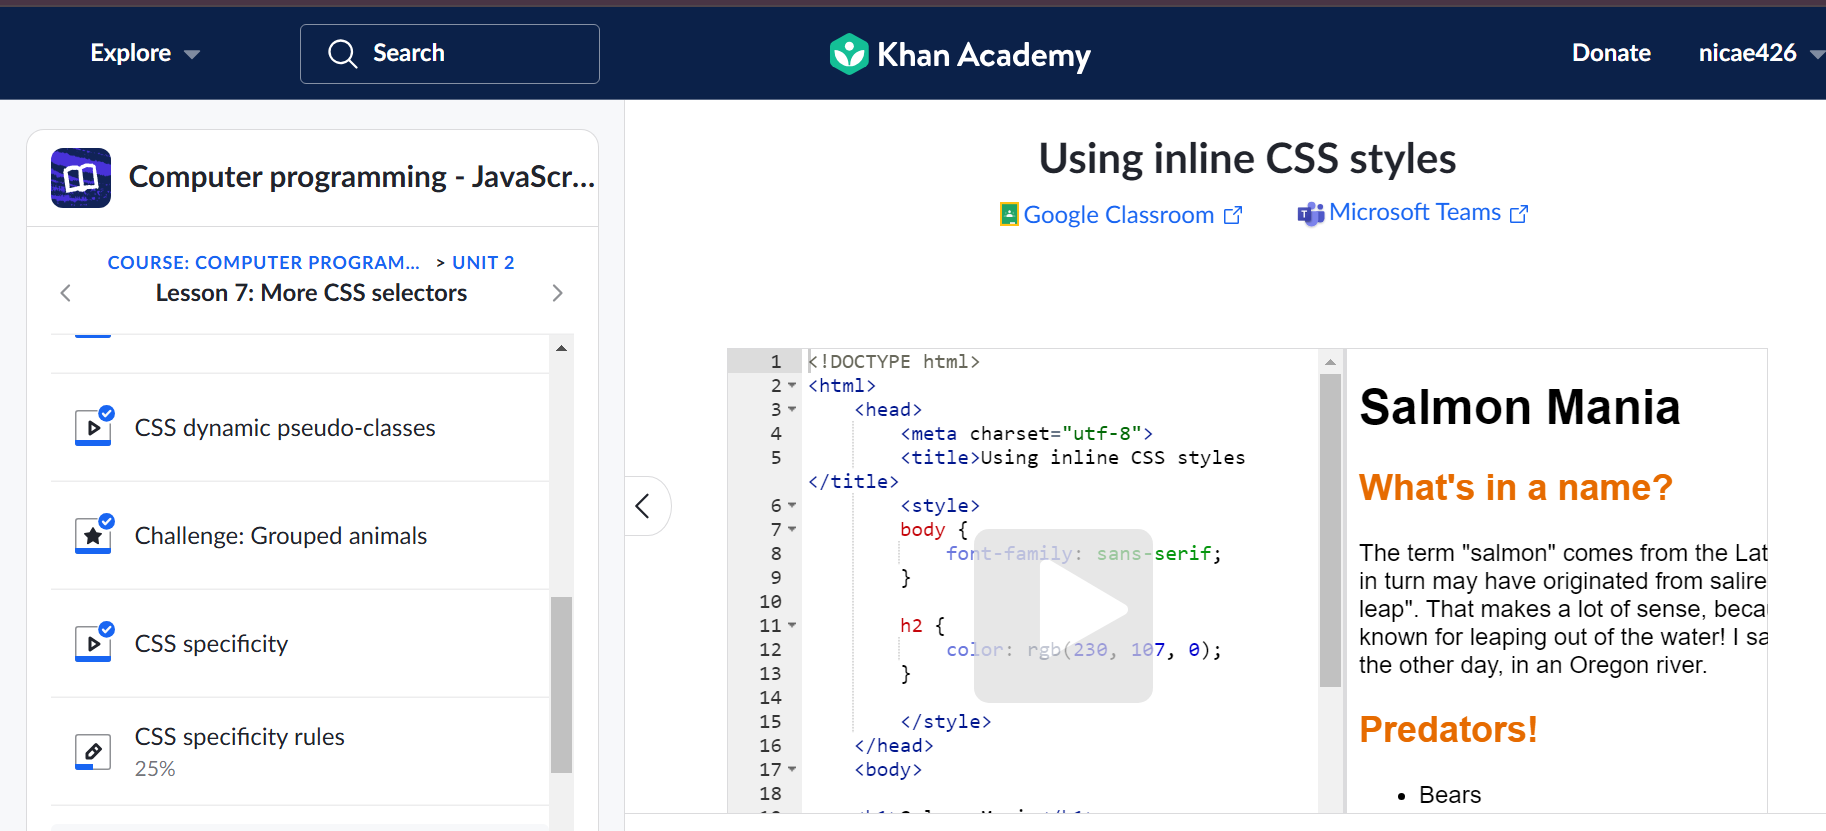 Explore
Search
Khan Academy
Donate
nicae426
Computer programming - JavaScr...
COURSE: COMPUTER PROGRAM... > UNIT 2
Lesson 7: More CSS selectors
CSS dynamic pseudo-classes
Challenge: Grouped animals
CSS specificity
CSS specificity rules
25%
Using inline CSS styles
Google Classroom
Microsoft Teams
1 <!DOCTYPE html>
2 <html>
3 <head>
4 <meta charset="utf-8">
5 <title>Using inline CSS styles
</title>
6 <style>
7 body {
8 font-family: sans-serif;
9 }
10
11 h2 {
12 color: rgb(230, 107, 0);
13 }
14
15 </style>
16 </head>
17 <body>
18
Salmon Mania
What's in a name?
The term "salmon" comes from the Lat
in turn may have originated from salire
leap". That makes a lot of sense, beca
known for leaping out of the water! I sa
the other day, in an Oregon river.
Predators!
• Bears